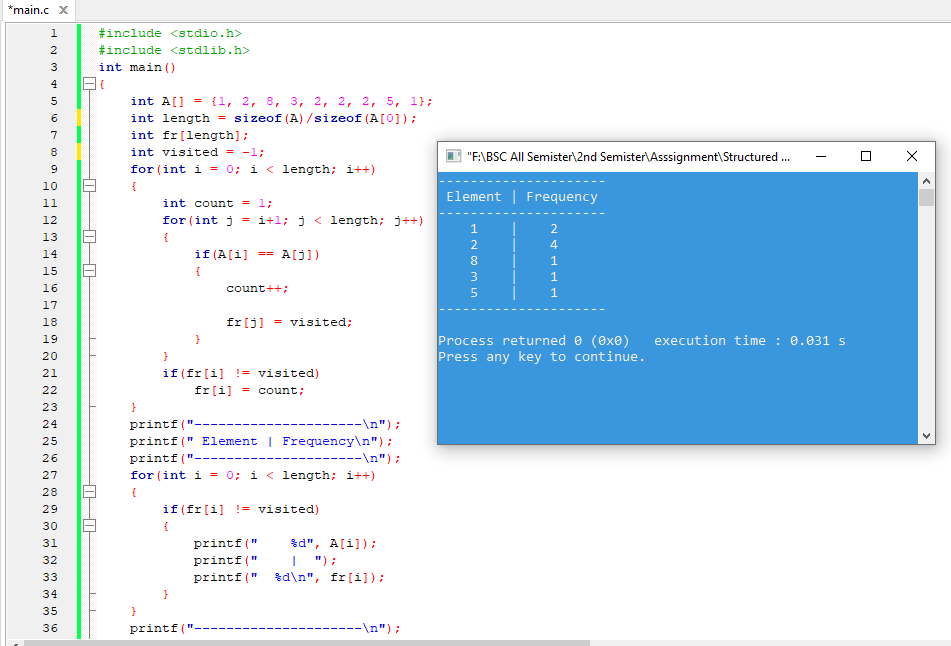 *main.c X
1 #include <stdio.h>
2 #include <stdlib.h>
3 int main()
4 {
5 int A[] = {1, 2, 8, 3, 2, 2, 2, 5, 1};
6 int length = sizeof(A)/sizeof(A[0]);
7 int fr[length];
8 int visited = -1;
9 for(int i = 0; i < length; i++)
10 {
11 int count = 1;
12 for(int j = i+1; j < length; j++)
13 {
14 if(A[i] == A[j])
15 {
16 count++;
17
18 fr[j] = visited;
19 }
20 }
21 if(fr[i] != visited)
22 fr[i] = count;
23 }
24 printf("---------------------\n");
25 printf(" Element | Frequency\n");
26 printf("---------------------\n");
27 for(int i = 0; i < length; i++)
28 {
29 if(fr[i] != visited)
30 {
31 printf("    %d", A[i]);
32 printf("    |  ");
33 printf("  %d\n", fr[i]);
34 }
35 }
36 printf("---------------------\n");
"F:\BSC All Semister\2nd Semister\Asssignment\Structured ...
---------------------
Element | Frequency
---------------------
1 | 2
2 | 4
8 | 1
3 | 1
5 | 1
---------------------
Process returned 0 (0x0)   execution time : 0.031 s
Press any key to continue.